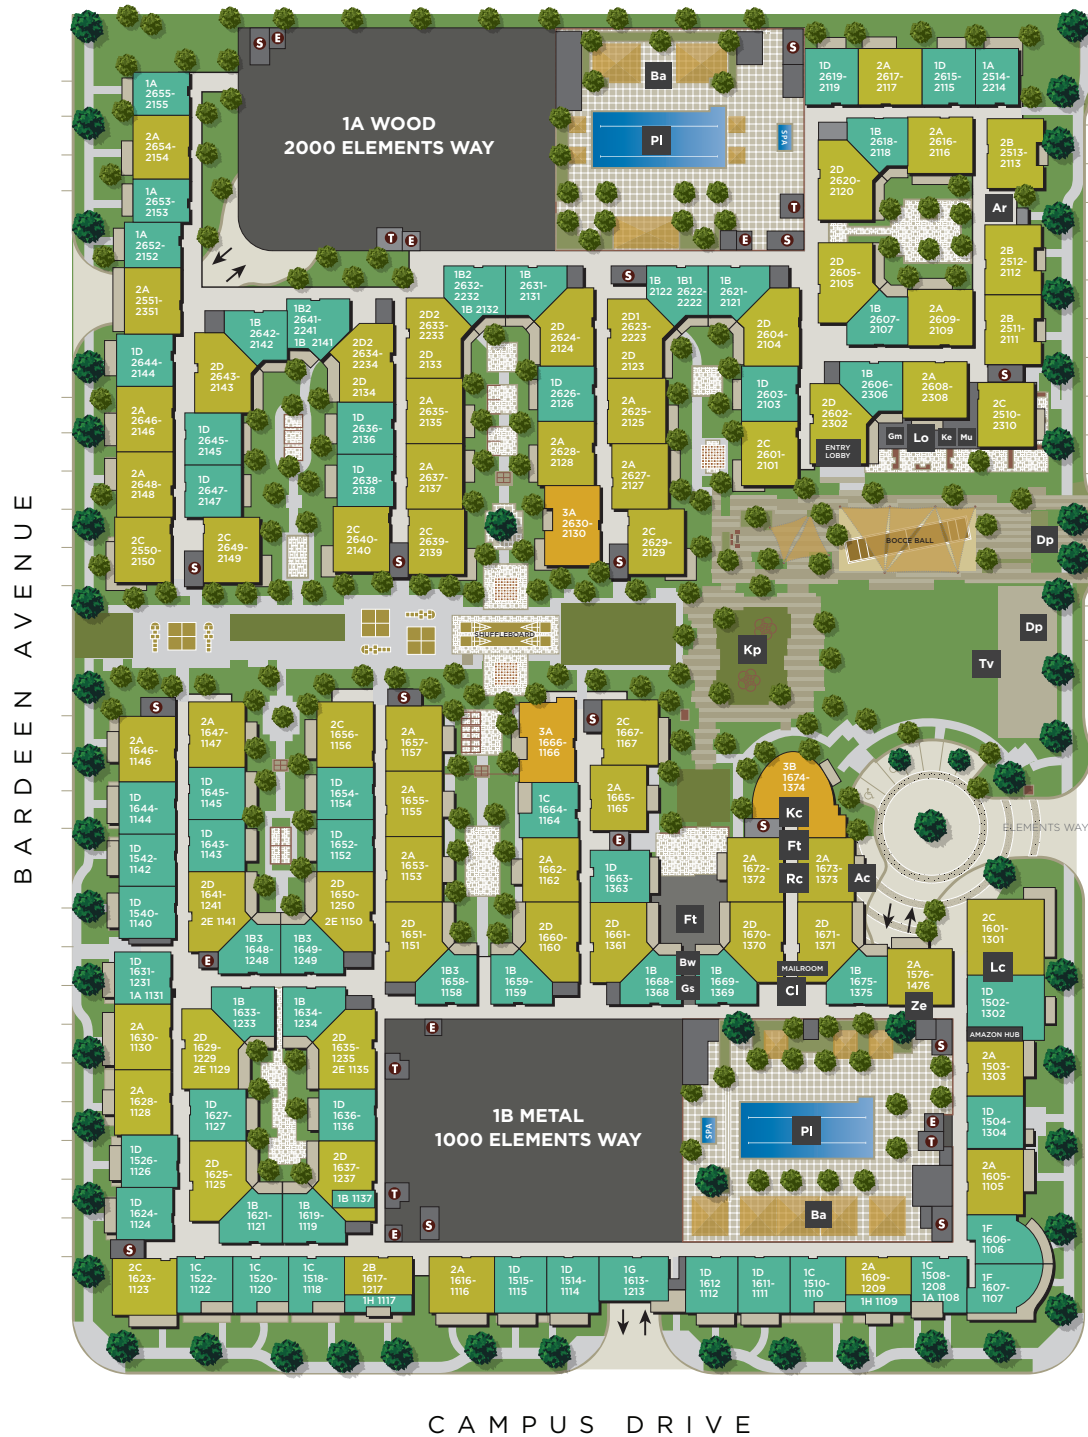 S
E
1A WOOD
2000 ELEMENTS WAY
Ba
Pl
SPA
S
T
E
S
T
E
1D
2619-
2119
2A
2617-
2117
1D
2615-
2115
1A
2514-
2214
1A
2655-
2155
2A
2654-
2154
1A
2653-
2153
1A
2652-
2152
2A
2551-
2351
1D
2644-
2144
2A
2646-
2146
2A
2648-
2148
2C
2550-
2150
1B
2618-
2118
2A
2616-
2116
2B
2513-
2113
2D
2620-
2120
Ar
2B
2512-
2112
2D
2605-
2105
1B
2607-
2107
2A
2609-
2109
2B
2511-
2111
1B2
2632-
2232
1B 2132
1B
2631-
2131
S
1B
2122
1B1
2622-
2222
1B
2621-
2121
1B
2642-
2142
1B2
2641-
2241
1B 2141
2D2
2633-
2233
2D
2133
2D
2624-
2124
2D1
2623-
2223
2D
2123
2D
2604-
2104
2D
2643-
2143
2D2
2634-
2234
2D
2134
2A
2635-
2135
1D
2626-
2126
2A
2625-
2125
1D
2603-
2103
1B
2606-
2306
2A
2608-
2308
S
2C
2510-
2310
2D
2602-
2302
ENTRY
LOBBY
Gm
Lo
Ke
Mu
1D
2645-
2145
1D
2636-
2136
2A
2637-
2137
2A
2628-
2128
2A
2627-
2127
2C
2601-
2101
1D
2647-
2147
1D
2638-
2138
3A
2630-
2130
S
2C
2649-
2149
2C
2640-
2140
S
2C
2639-
2139
S
2C
2629-
2129
BOCCE BALL
Dp
Dp
Tv
Kp
SHUFFLEBOARD
BARDEEN AVENUE
S
2A
1646-
1146
1D
1644-
1144
1D
1542-
1142
1D
1540-
1140
2A
1647-
1147
1D
1645-
1145
1D
1643-
1143
2D
1641-
1241
2E 1141
2C
1656-
1156
1D
1654-
1154
1D
1652-
1152
2D
1650-
1250
2E 1150
E
1B3
1648-
1248
1B3
1649-
1249
S
2A
1657-
1157
2A
1655-
1155
2A
1653-
1153
2D
1651-
1151
1B3
1658-
1158
3A
1666-
1166
1C
1664-
1164
2A
1662-
1162
2D
1660-
1160
1B
1659-
1159
S
2C
1667-
1167
2A
1665-
1165
E
1D
1663-
1363
2D
1661-
1361
1B
1668-
1368
Ft
Bw
Gs
1B
1669-
1369
3B
1674-
1374
Kc
S
Ft
2A
1672-
1372
Rc
2A
1673-
1373
Ac
2D
1670-
1370
2D
1671-
1371
MAILROOM
Cl
1B
1675-
1375
2A
1576-
1476
Ze
ELEMENTS WAY
2C
1601-
1301
Lc
1D
1502-
1302
AMAZON HUB
2A
1503-
1303
1D
1504-
1304
2A
1605-
1105
1F
1606-
1106
1F
1607-
1107
1D
1631-
1231
1A 1131
2A
1630-
1130
2A
1628-
1128
1D
1526-
1126
1D
1624-
1124
S
1B
1633-
1233
1B
1634-
1234
2D
1629-
1229
2E 1129
2D
1635-
1235
2E 1135
1D
1627-
1127
1D
1636-
1136
2D
1625-
1125
2D
1637-
1237
1B 1137
1B
1621-
1121
1B
1619-
1119
E
T
1B METAL
1000 ELEMENTS WAY
T
S
E
SPA
Pl
Ba
S
E
T
S
2C
1623-
1123
1C
1522-
1122
1C
1520-
1120
1C
1518-
1118
2B
1617-
1217
1H 1117
2A
1616-
1116
1D
1515-
1115
1D
1514-
1114
1G
1613-
1213
1D
1612
1112
1D
1611-
1111
1C
1510-
1110
2A
1609-
1209
1H 1109
1C
1508-
1208
1A 1108
CAMPUS DRIVE